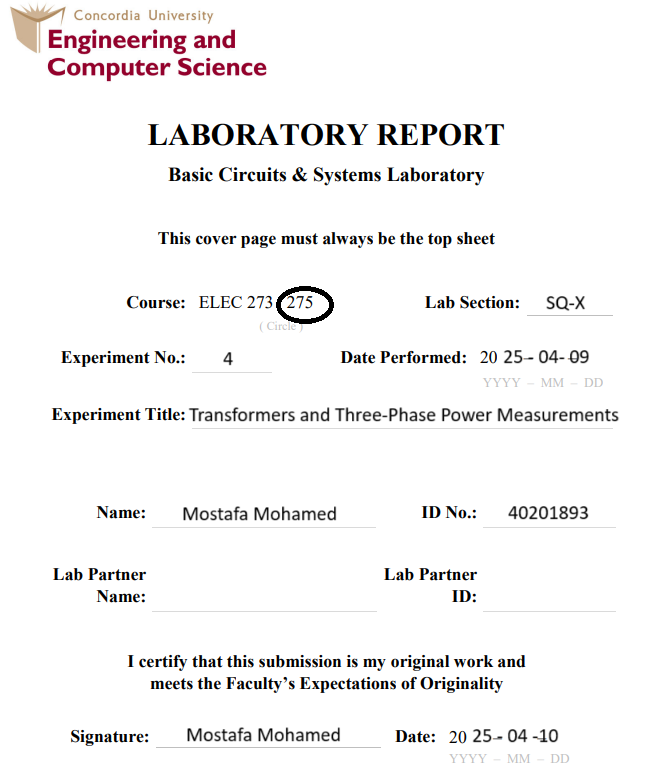 Concordia University
Engineering and
Computer Science
LABORATORY REPORT
Basic Circuits & Systems Laboratory
This cover page must always be the top sheet
Course: ELEC 273 275 Lab Section: SQ-X
( Circle )
Experiment No.: 4 Date Performed: 20 25-- 04- 09
YYYY – MM – DD
Experiment Title: Transformers and Three-Phase Power Measurements
Name: Mostafa Mohamed ID No.: 40201893
Lab Partner Lab Partner
Name: ID:
I certify that this submission is my original work and
meets the Faculty’s Expectations of Originality
Signature: Mostafa Mohamed Date: 20 25-- 04 -10
YYYY – MM – DD